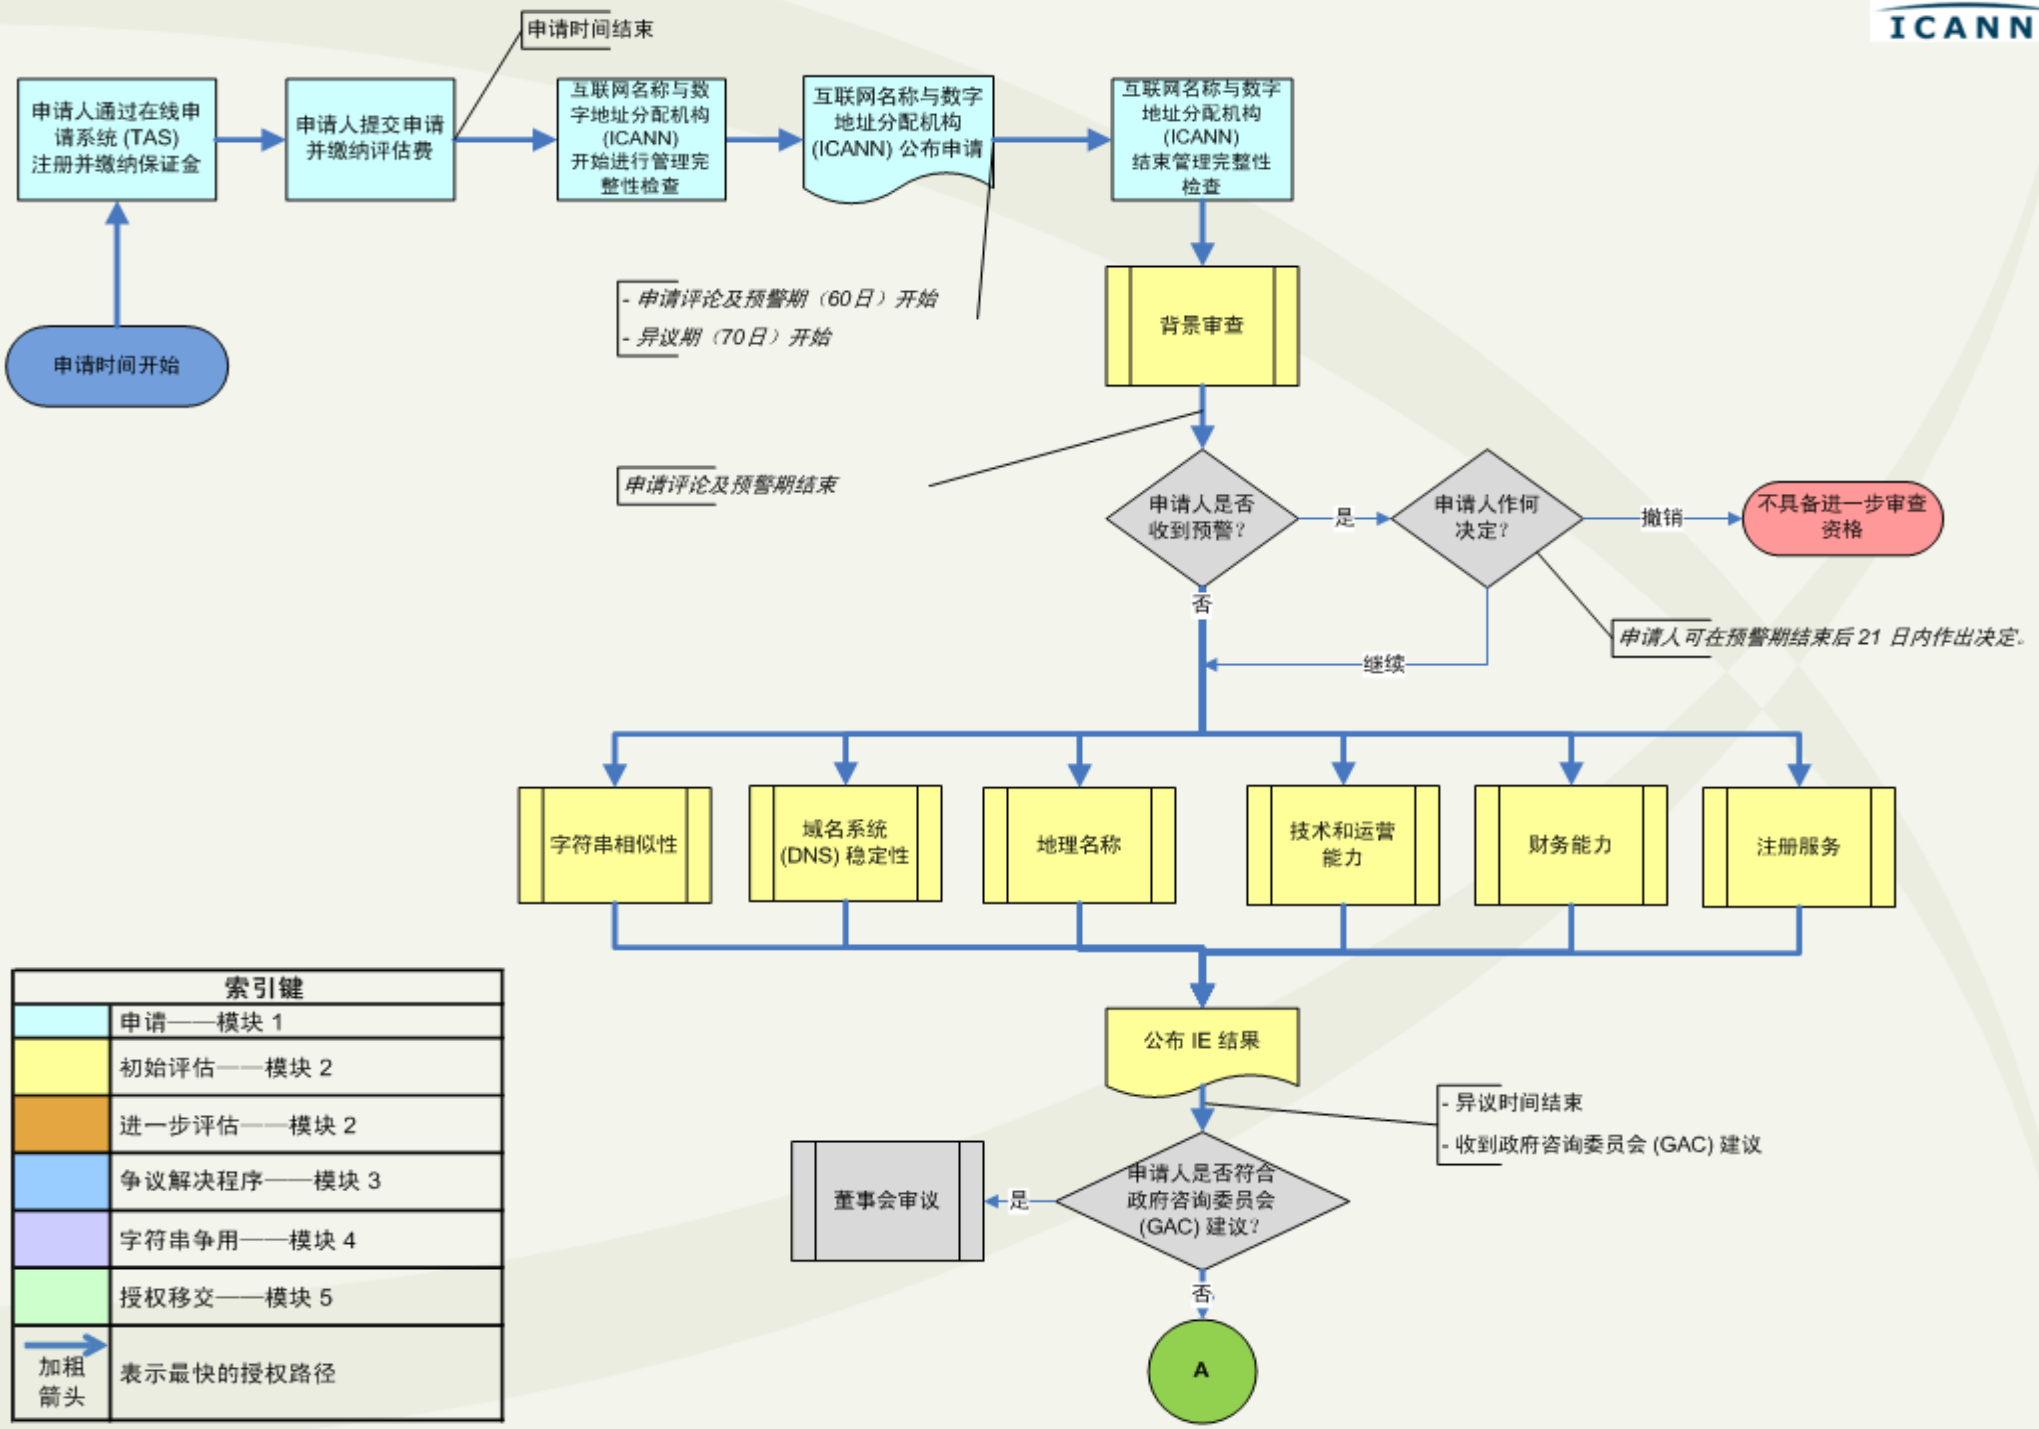 ICANN
申请时间结束
申请人通过在线申
请系统 (TAS)
注册并缴纳保证金
申请人提交申请
并缴纳评估费
互联网名称与数
字地址分配机构
(ICANN)
开始进行管理完
整性检查
互联网名称与数字
地址分配机构
(ICANN) 公布申请
互联网名称与数字
地址分配机构
(ICANN)
结束管理完整性
检查
- 申请评论及预警期（60日）开始
- 异议期（70日）开始
背景审查
申请时间开始
申请评论及预警期结束
申请人是否
收到预警？
是
申请人作何
决定？
撤销
不具备进一步审查
资格
否
申请人可在预警期结束后 21 日内作出决定。
继续
字符串相似性
域名系统
(DNS) 稳定性
地理名称
技术和运营
能力
财务能力
注册服务
公布 IE 结果
- 异议时间结束
- 收到政府咨询委员会 (GAC) 建议
董事会审议
是
申请人是否符合
政府咨询委员会
(GAC) 建议？
否
A
索引键
申请——模块 1
初始评估——模块 2
进一步评估——模块 2
争议解决程序——模块 3
字符串争用——模块 4
授权移交——模块 5
加粗
箭头
表示最快的授权路径